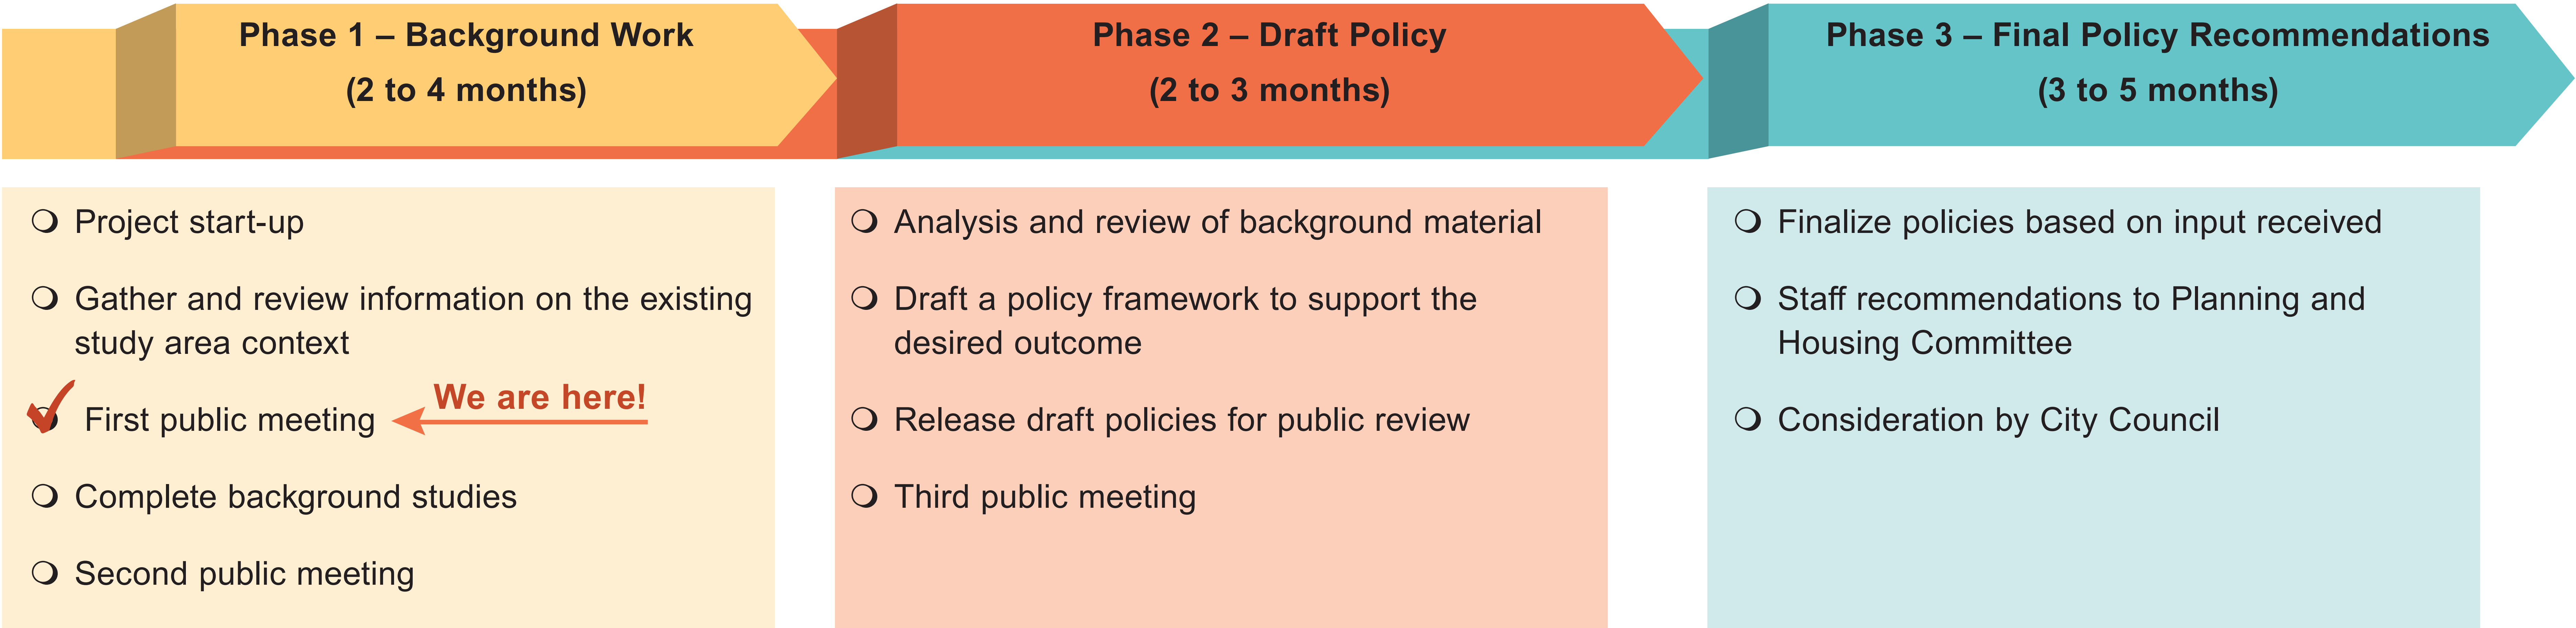 Phase 1 – Background Work
(2 to 4 months)
Project start-up
Gather and review information on the existing
study area context
First public meeting
We are here!
Complete background studies
Second public meeting
Phase 2 – Draft Policy
(2 to 3 months)
Analysis and review of background material
Draft a policy framework to support the
desired outcome
Release draft policies for public review
Third public meeting
Phase 3 – Final Policy Recommendations
(3 to 5 months)
Finalize policies based on input received
Staff recommendations to Planning and
Housing Committee
Consideration by City Council